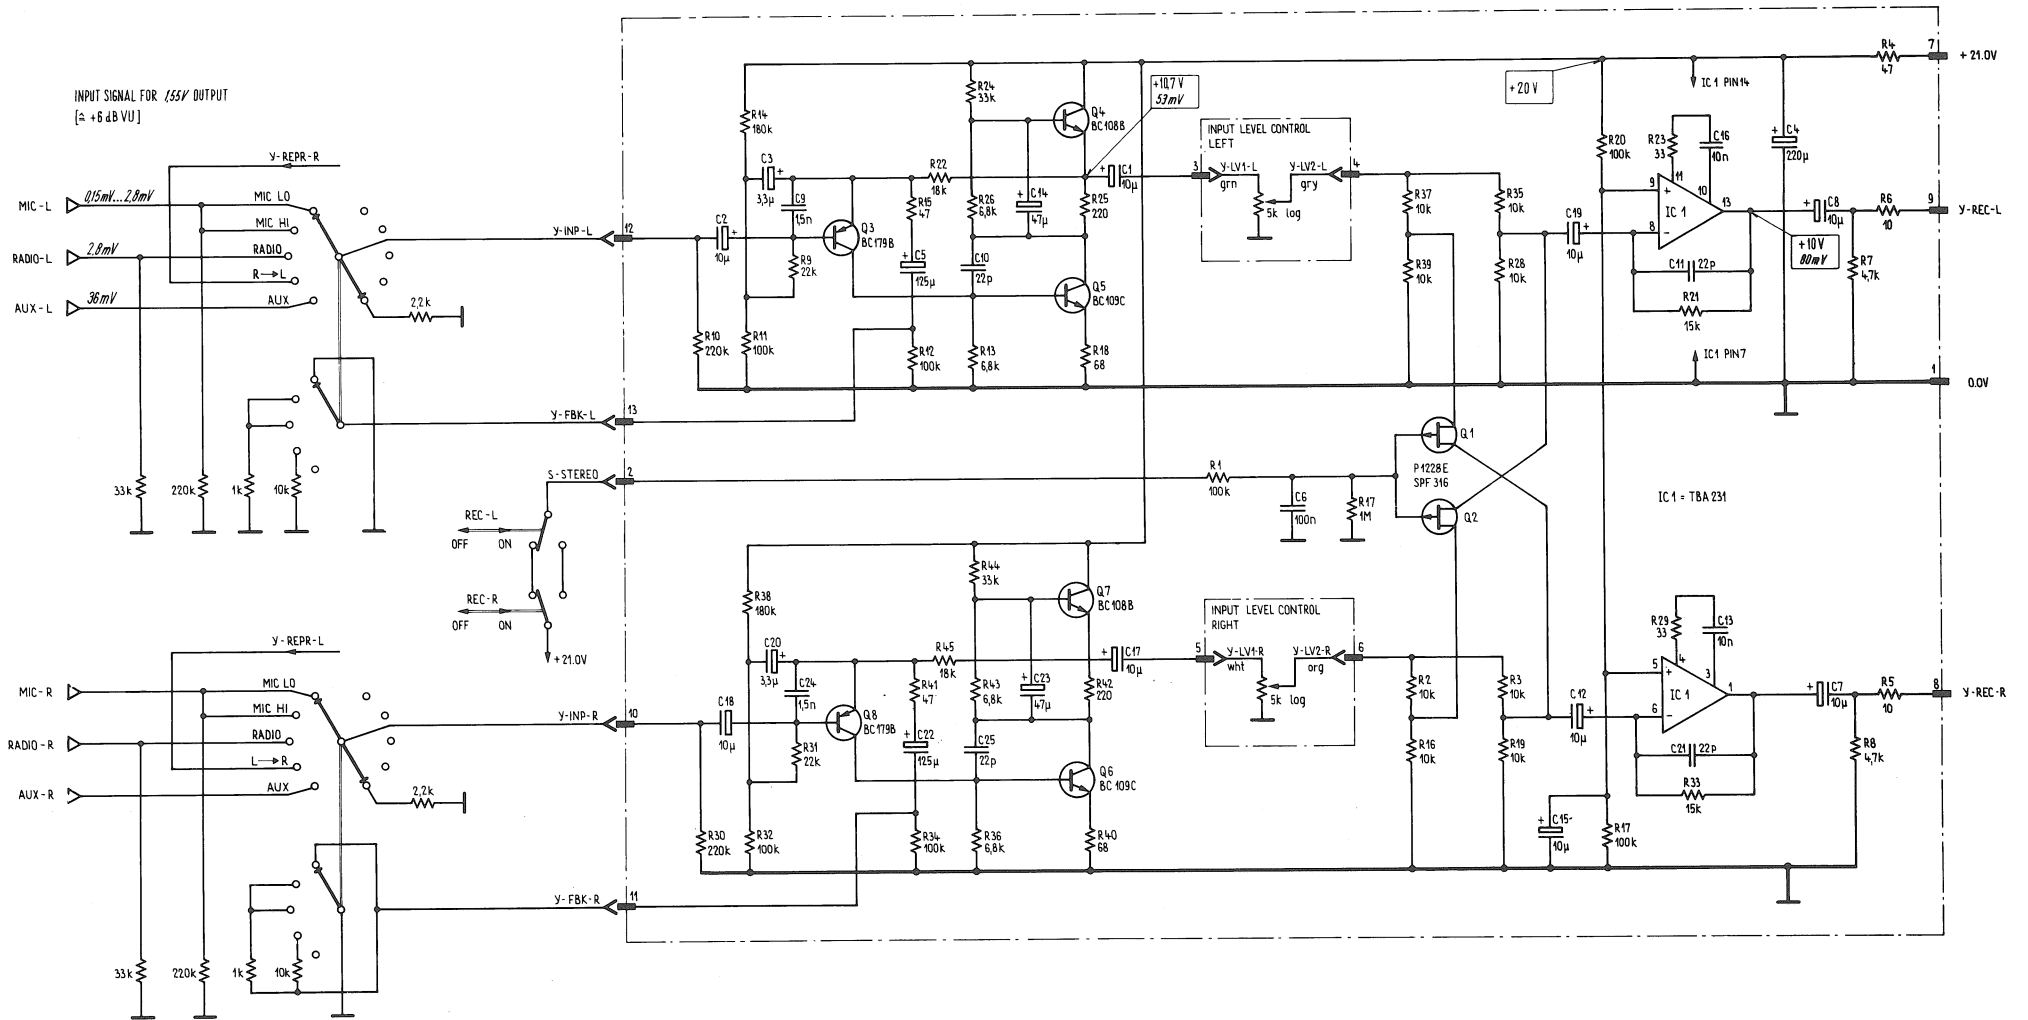 INPUT SIGNAL FOR 1,55V OUTPUT
[≙ +6 dB VU]
Y-REPR-R
MIC-L
0,15mV...2,8mV
MIC LO
MIC HI
RADIO-L
2.8mV
RADIO
R→L
AUX-L
36mV
AUX
2,2k
33k
220k
1k
10k
Y-INP-L
12
Y-FBK-L
13
S-STEREO
2
REC-L
OFF ON
REC-R
OFF ON
+21.0V
R14
180k
C3
+
3,3µ
C9
1,5n
C2
+
10µ
R9
22k
Q3
BC179B
R10
220k
R11
100k
R22
18k
R15
47
+
C5
125µ
R12
100k
R24
33k
R26
6,8k
+
C14
47µ
C10
22p
R13
6,8k
Q4
BC108B
R25
220
Q5
BC109C
R18
68
+10,7 V
53mV
+
C1
10µ
INPUT LEVEL CONTROL
LEFT
3
Y-LV1-L
grn
Y-LV2-L
gry
4
5k log
R37
10k
R39
10k
R35
10k
R28
10k
C19
+
10µ
+20 V
R20
100k
R23
33
C16
10n
11
10
9
+
IC 1
13
8
-
C11
22p
R21
15k
IC1 PIN14
IC1 PIN7
+
C4
220µ
R4
47
7
+21.0V
+
C8
10µ
R6
10
9
Y-REC-L
+10V
80mV
R7
4,7k
1
0.0V
R1
100k
C6
100n
R17
1M
Q1
P1228E
SPF 316
Q2
IC 1 = TBA 231
Y-REPR-L
MIC-R
MIC LO
MIC HI
RADIO-R
RADIO
L→R
AUX-R
AUX
2,2k
33k
220k
1k
10k
Y-INP-R
10
Y-FBK-R
11
R38
180k
C20
+
3,3µ
C24
1,5n
C18
+
10µ
R31
22k
Q8
BC179B
R30
220k
R32
100k
R45
18k
R41
47
+
C22
125µ
R34
100k
R44
33k
R43
6,8k
+
C23
47µ
C25
22p
R36
6,8k
Q7
BC108B
R42
220
Q6
BC109C
R40
68
+
C17
10µ
INPUT LEVEL CONTROL
RIGHT
5
Y-LV1-R
wht
Y-LV2-R
org
6
5k log
R2
10k
R16
10k
R3
10k
R19
10k
C12
+
10µ
R29
33
C13
10n
4
3
5
+
IC 1
1
6
-
C21
22p
R33
15k
+
C15
10µ
R17
100k
+
C7
10µ
R5
10
8
Y-REC-R
R8
4,7k